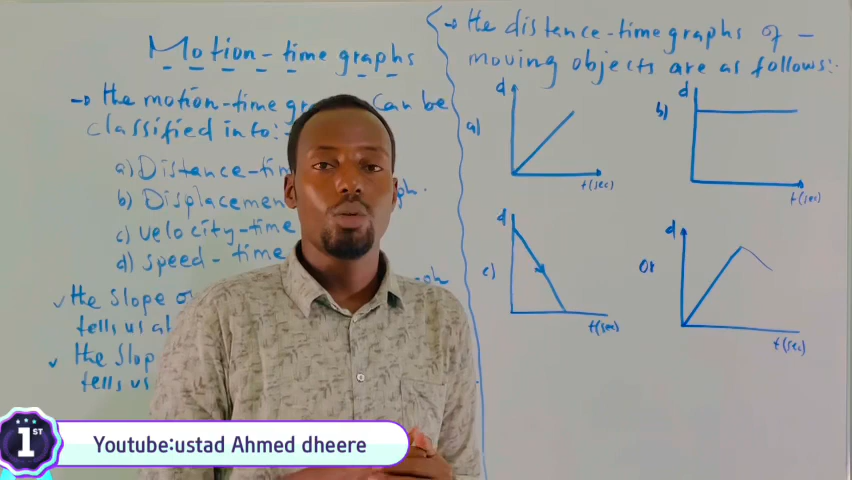 Motion-time graphs
→ the motion-time gra can be
classified into:-
a) Distance-tim
b) Displacemen ph.
c) velocity-time
d) speed-time
✓ the slope o
tells us a
✓ the slop
tells us
→ the distance-time graphs of -
moving objects are as follows:-
a) d
t(sec)
b) d
t(sec)
c) d
t(sec)
or d
t(sec)
1ST
Youtube:ustad Ahmed dheere